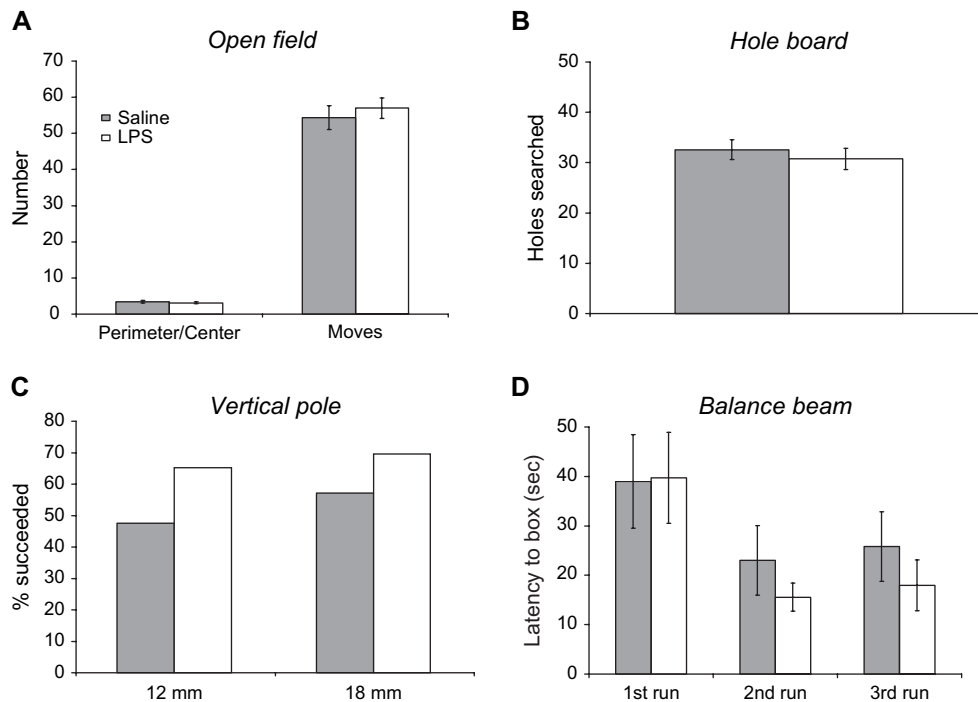 A
Open field
70
60
50
40
30
20
10
0
Number
Saline
LPS
Perimeter/Center
Moves
B
Hole board
50
40
30
20
10
0
Holes searched
C
Vertical pole
80
70
60
50
40
30
20
10
0
% succeeded
12 mm
18 mm
D
Balance beam
50
40
30
20
10
0
Latency to box (sec)
1st run
2nd run
3rd run